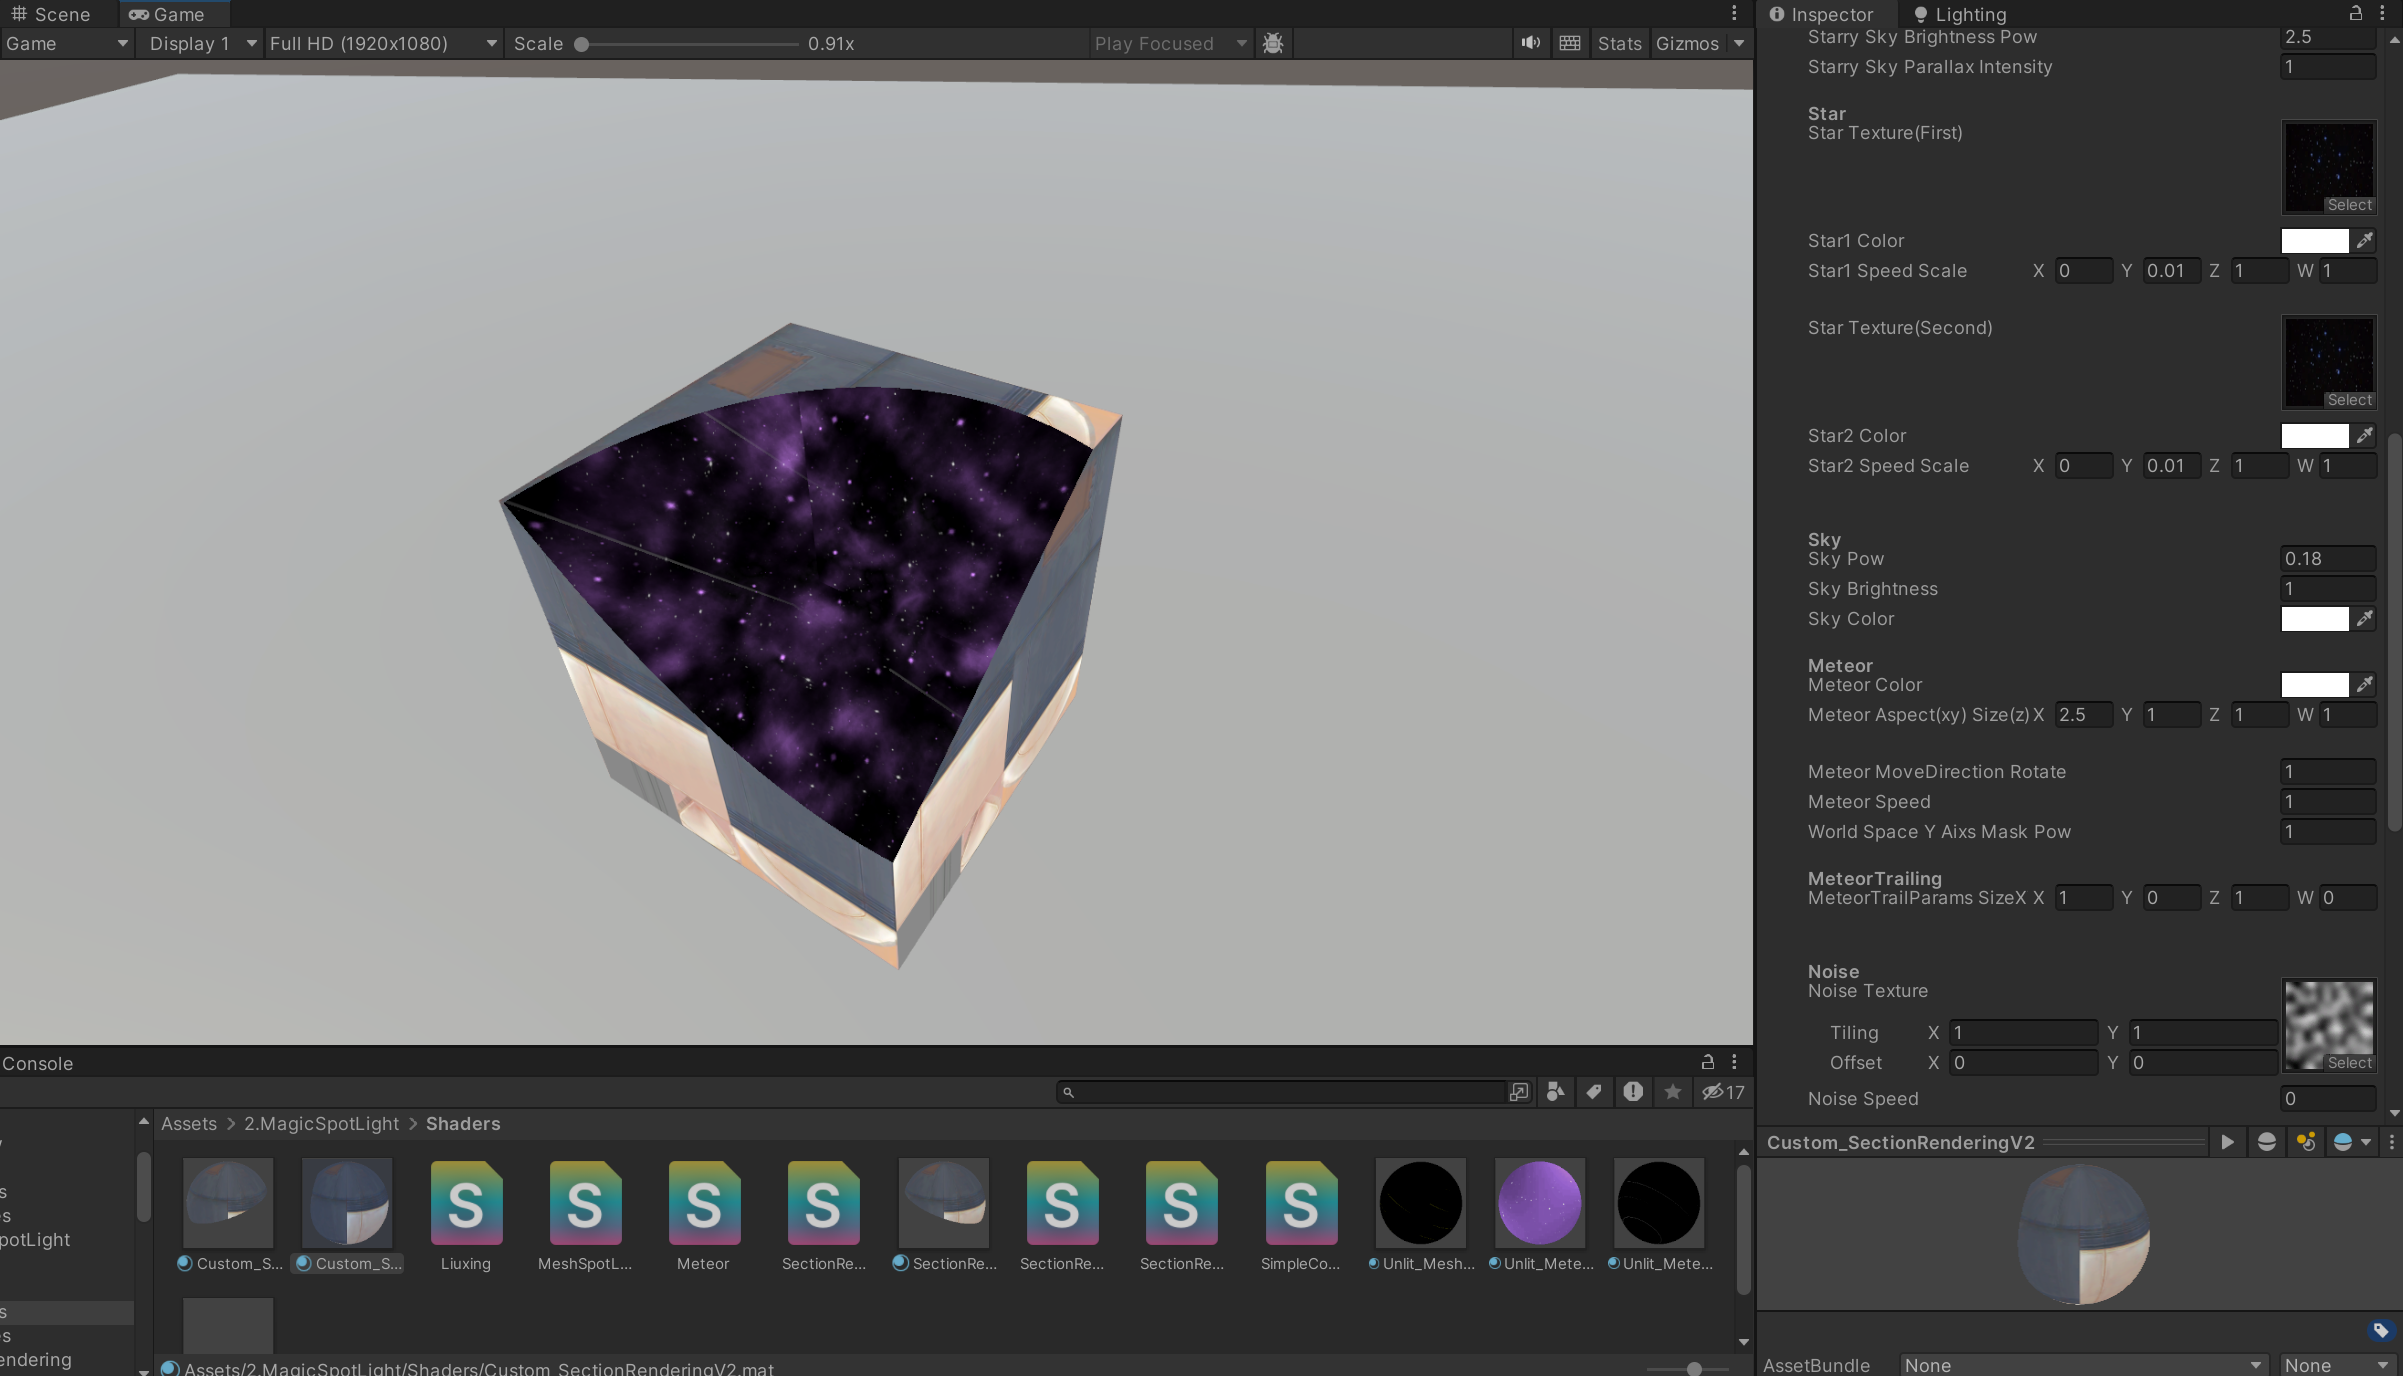 Scene
Game
Inspector
Lighting
Game
Display 1
Full HD (1920x1080)
Scale
0.91x
Play Focused
Stats
Gizmos
Starry Sky Brightness Pow
2.5
Starry Sky Parallax Intensity
1
Star
Star Texture(First)
Select
Star1 Color
Star1 Speed Scale X 0 Y 0.01 Z 1 W 1
Star Texture(Second)
Select
Star2 Color
Star2 Speed Scale X 0 Y 0.01 Z 1 W 1
Sky
Sky Pow 0.18
Sky Brightness 1
Sky Color
Meteor
Meteor Color
Meteor Aspect(xy) Size(z) X 2.5 Y 1 Z 1 W 1
Meteor MoveDirection Rotate 1
Meteor Speed 1
World Space Y Aixs Mask Pow 1
MeteorTrailing
MeteorTrailParams SizeX X 1 Y 0 Z 1 W 0
Noise
Noise Texture
Tiling X 1 Y 1
Offset X 0 Y 0
Select
Noise Speed 0
Console
17
Assets > 2.MagicSpotLight > Shaders
Custom_S...
Custom_S...
Liuxing
MeshSpotL...
Meteor
SectionRe...
SectionRe...
SectionRe...
SectionRe...
SimpleCo...
Unlit_Mesh...
Unlit_Mete...
Unlit_Mete...
s
potLight
s
es
endering
Assets/2.MagicSpotLight/Shaders/Custom_SectionRenderingV2.mat
Custom_SectionRenderingV2
AssetBundle None None